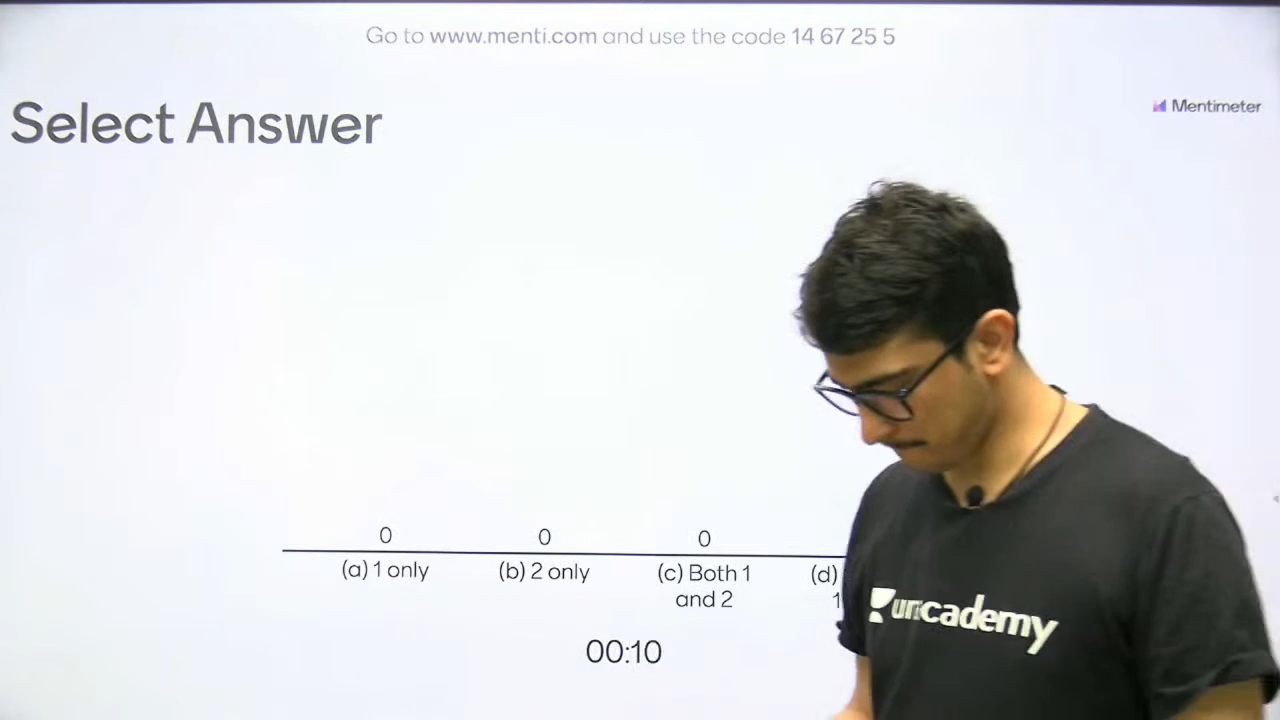 Go to www.menti.com and use the code 14 67 25 5
Select Answer
Mentimeter
0
0
0
(a) 1 only
(b) 2 only
(c) Both 1
and 2
(d)
1
00:10
unacademy